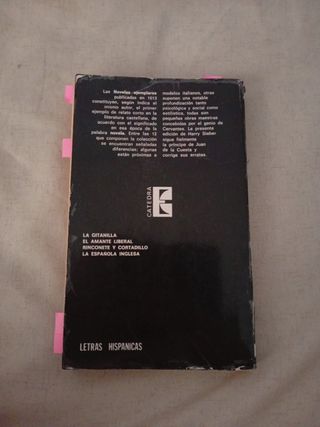 Las Novelas ejemplares
publicadas en 1613
constituyen, según indica el
mismo autor, el primer
ejemplo de relato corto en la
literatura castellana, de
acuerdo con el significado
en esa época de la
palabra novela. Entre las 12
que componen la colección
se encuentran señaladas
diferencias: algunas
están próximas a
modelos italianos, otras
suponen una notable
profundización tanto
psicológica y social como
estilística, todas son
pequeñas obras maestras
concebidas por el genio de
Cervantes. La presente
edición de Harry Sieber
sigue fielmente
la príncipe de Juan
de la Cuesta y
corrige sus erratas.
CATEDRA
LA GITANILLA
EL AMANTE LIBERAL
RINCONETE Y CORTADILLO
LA ESPAÑOLA INGLESA
LETRAS HISPANICAS